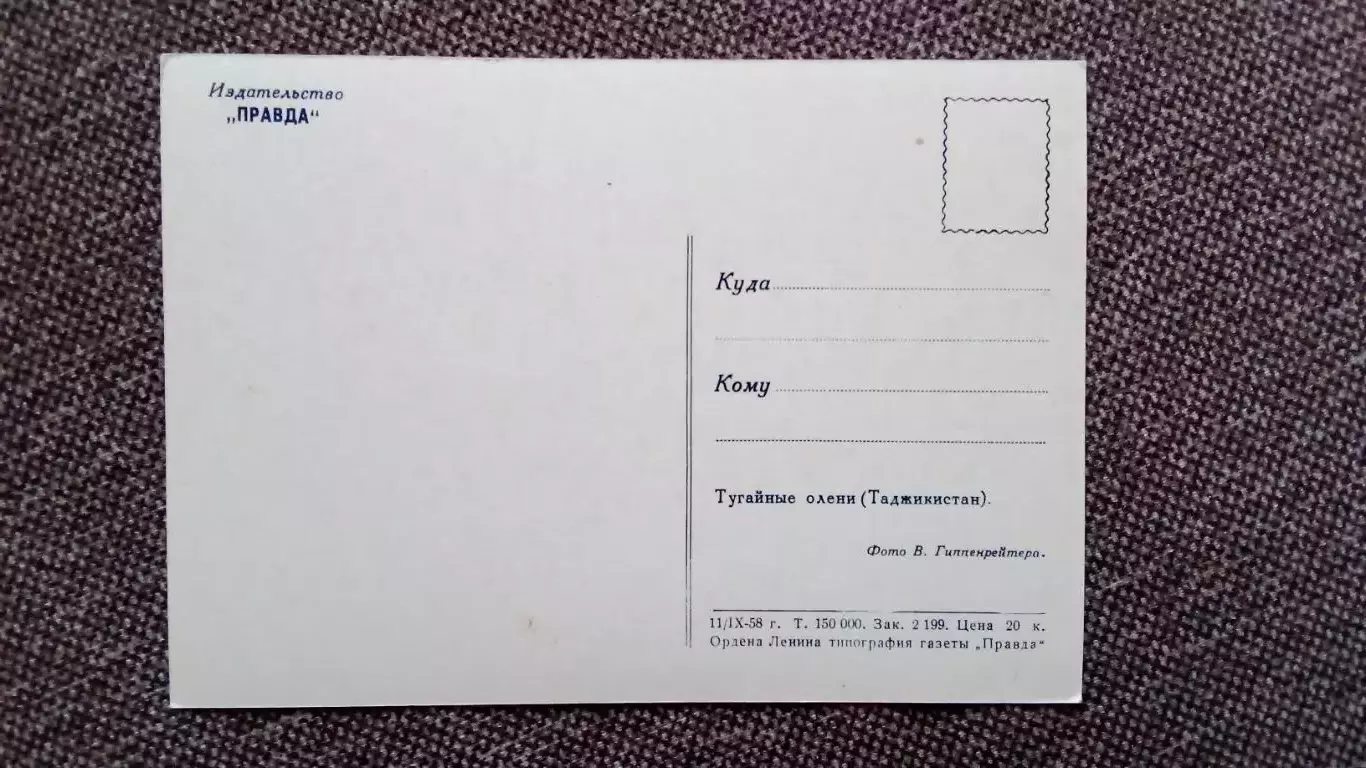 Издательство
„ПРАВДА“
Куда
Кому
Тугайные олени (Таджикистан).
Фото В. Гиппенрейтера.
11/IX-58 г. Т. 150 000. Зак. 2 199. Цена 20 к.
Ордена Ленина типография газеты „Правда“